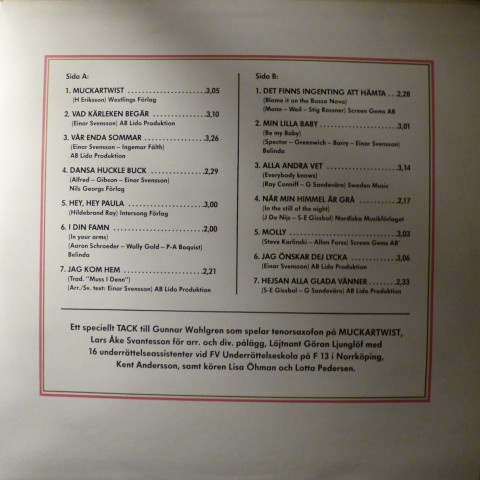 Sida A:
1. MUCKARTWIST ..................3,05
(H Eriksson) Westlings Förlag
2. VAD KÄRLEKEN BEGÄR ..........3,10
(Einar Svensson) AB Lido Produktion
3. VÅR ENDA SOMMAR ..............3,26
(Einar Svensson – Ingemar Fälth)
AB Lido Produktion
4. DANSA HUCKLE BUCK ............2,29
(Alfred – Gibson – Einar Svensson)
Nils Georgs Förlag
5. HEY, HEY PAULA ................3,00
(Hildebrand Ray) Intersong Förlag
6. I DIN FAMN ....................2,00
(In your arms)
(Aaron Schroeder – Wally Gold – P-A Boquist)
Belinda
7. JAG KOM HEM ..................2,21
(Trad. "Muss I Denn")
(Arr./Sv. text: Einar Svensson) AB Lido Produktion
Sida B:
1. DET FINNS INGENTING ATT HÄMTA ..2,28
(Blame it on the Bossa Nova)
(Mann – Weil – Stig Rossner) Screen Gems AB
2. MIN LILLA BABY ..................3,01
(Be my Baby)
(Spector – Greenwich – Barry – Einar Svensson)
Belinda
3. ALLA ANDRA VET ................3,14
(Everybody knows)
(Ray Conniff – G Sandevärn) Sweden Music
4. NÄR MIN HIMMEL ÄR GRÅ ........2,17
(In the still of the night)
(J De Nijs – S-E Gissbol) Nordiska Musikförlaget
5. MOLLY ..........................3,03
(Steve Karlinski – Allan Forss) Screen Gems AB'
6. JAG ÖNSKAR DEJ LYCKA ..........3,06
(Einar Svensson) AB Lido Produktion
7. HEJSAN ALLA GLADA VÄNNER ......2,33
(S-E Gissbol – G Sandevärn) AB Lido Produktion
Ett speciellt TACK till Gunnar Wahlgren som spelar tenorsaxofon på MUCKARTWIST,
Lars Åke Svantesson för arr. och div. pålägg, Löjtnant Göran Ljunglöf med
16 underrättelseassistenter vid FV Underrättelseskola på F 13 i Norrköping,
Kent Andersson, samt kören Lisa Öhman och Lotta Pedersen.